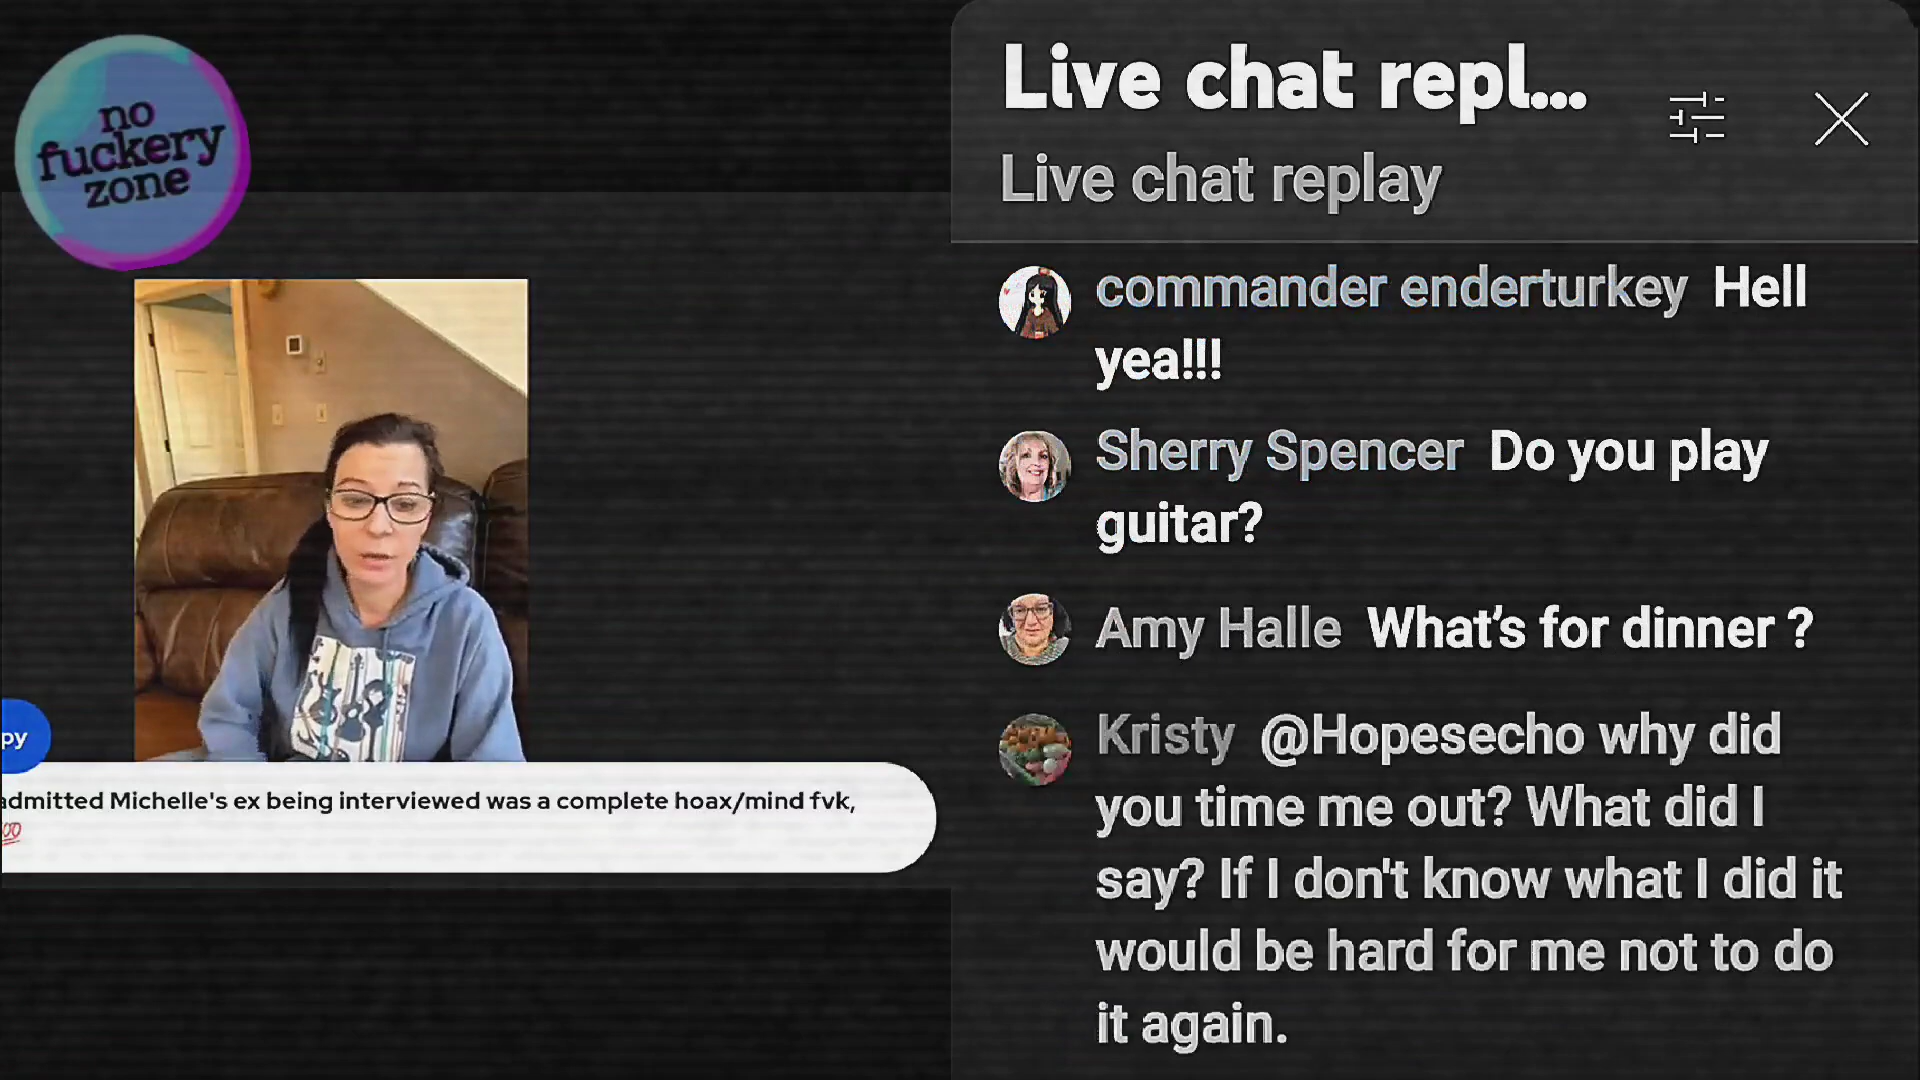 no
fuckery
zone
py
admitted Michelle's ex being interviewed was a complete hoax/mind fvk,
💯
Live chat repl...
Live chat replay
commander enderturkey Hell
yea!!!
Sherry Spencer Do you play
guitar?
Amy Halle What's for dinner ?
Kristy @Hopesecho why did
you time me out? What did I
say? If I don't know what I did it
would be hard for me not to do
it again.